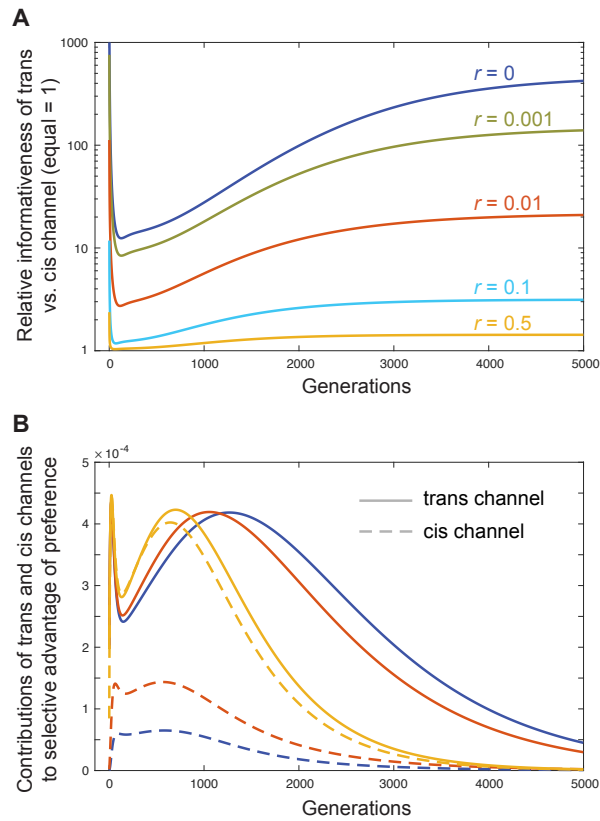 A
Relative informativeness of trans
vs. cis channel (equal = 1)
1000
100
10
1
r = 0
r = 0.001
r = 0.01
r = 0.1
r = 0.5
0
1000
2000
3000
4000
5000
Generations
B
Contributions of trans and cis channels
to selective advantage of preference
× 10⁻⁴
5
4
3
2
1
0
trans channel
cis channel
0
1000
2000
3000
4000
5000
Generations